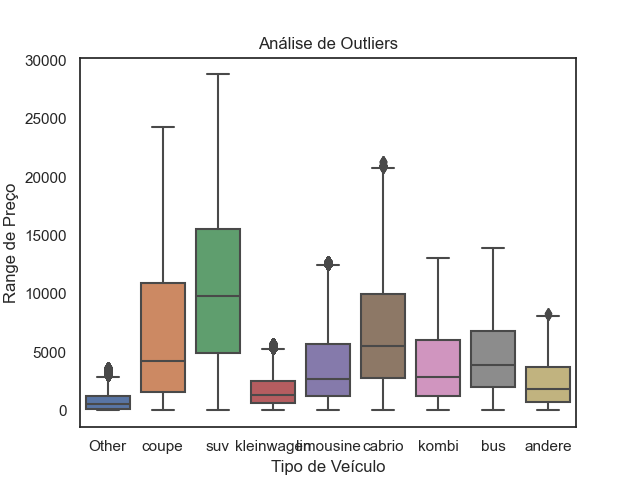 Análise de Outliers
30000
25000
20000
15000
10000
5000
0
Range de Preço
Other coupe suv kleinwagen limousine cabrio kombi bus andere
Tipo de Veículo